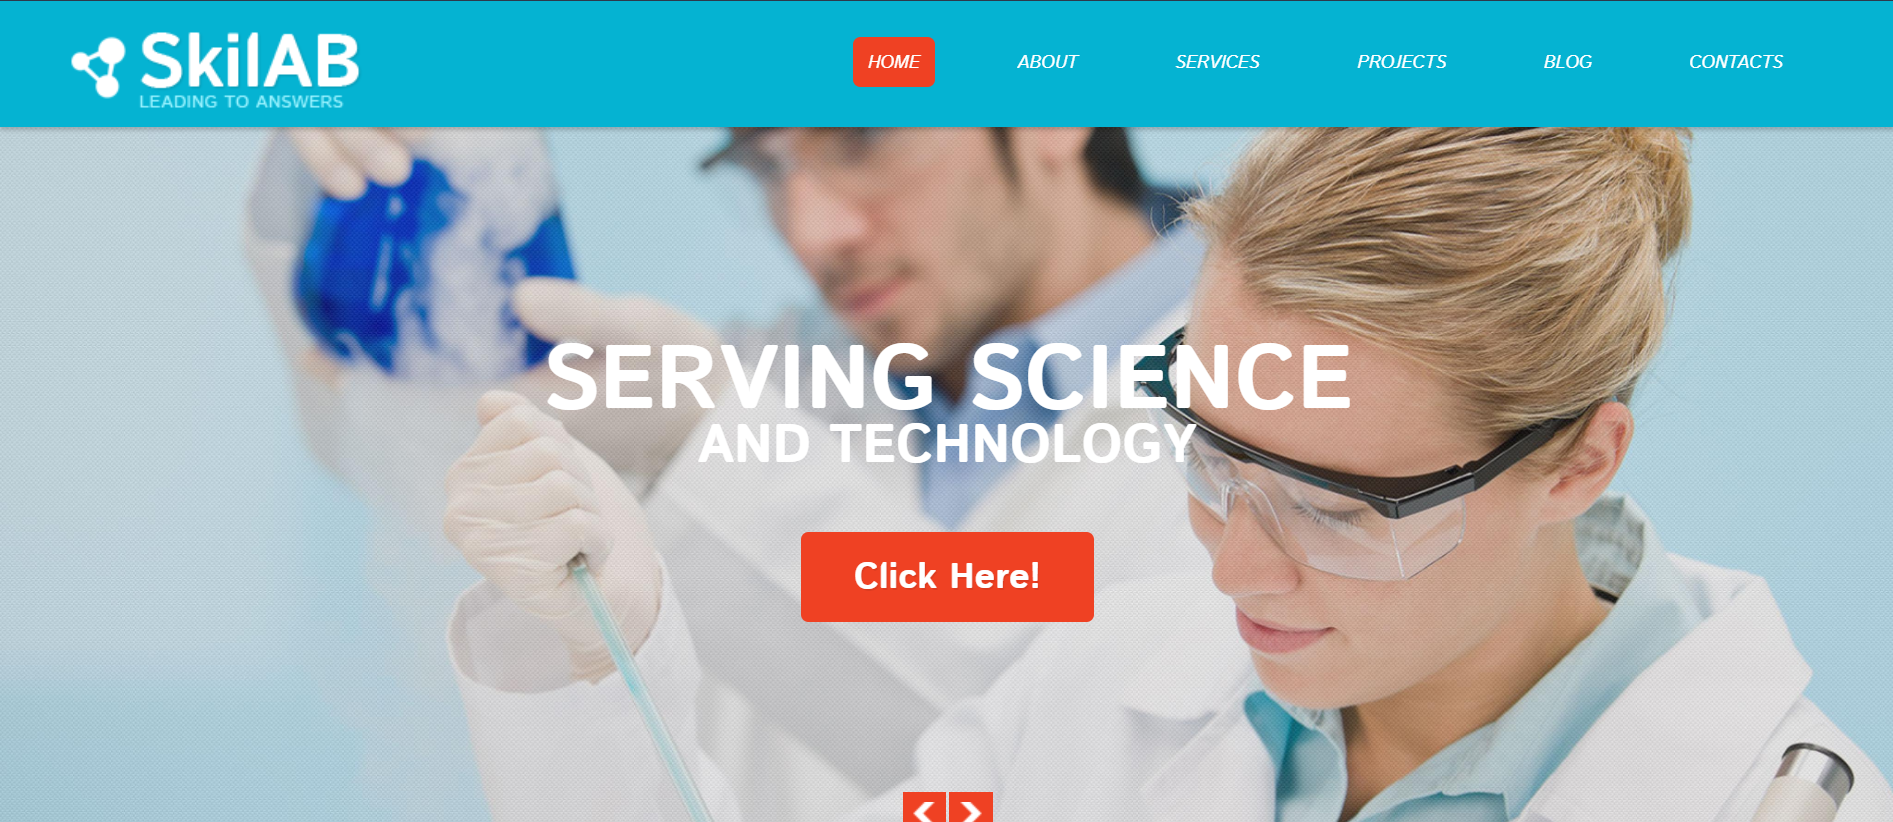 SkilAB
LEADING TO ANSWERS
HOME
ABOUT
SERVICES
PROJECTS
BLOG
CONTACTS
SERVING SCIENCE
AND TECHNOLOGY
Click Here!